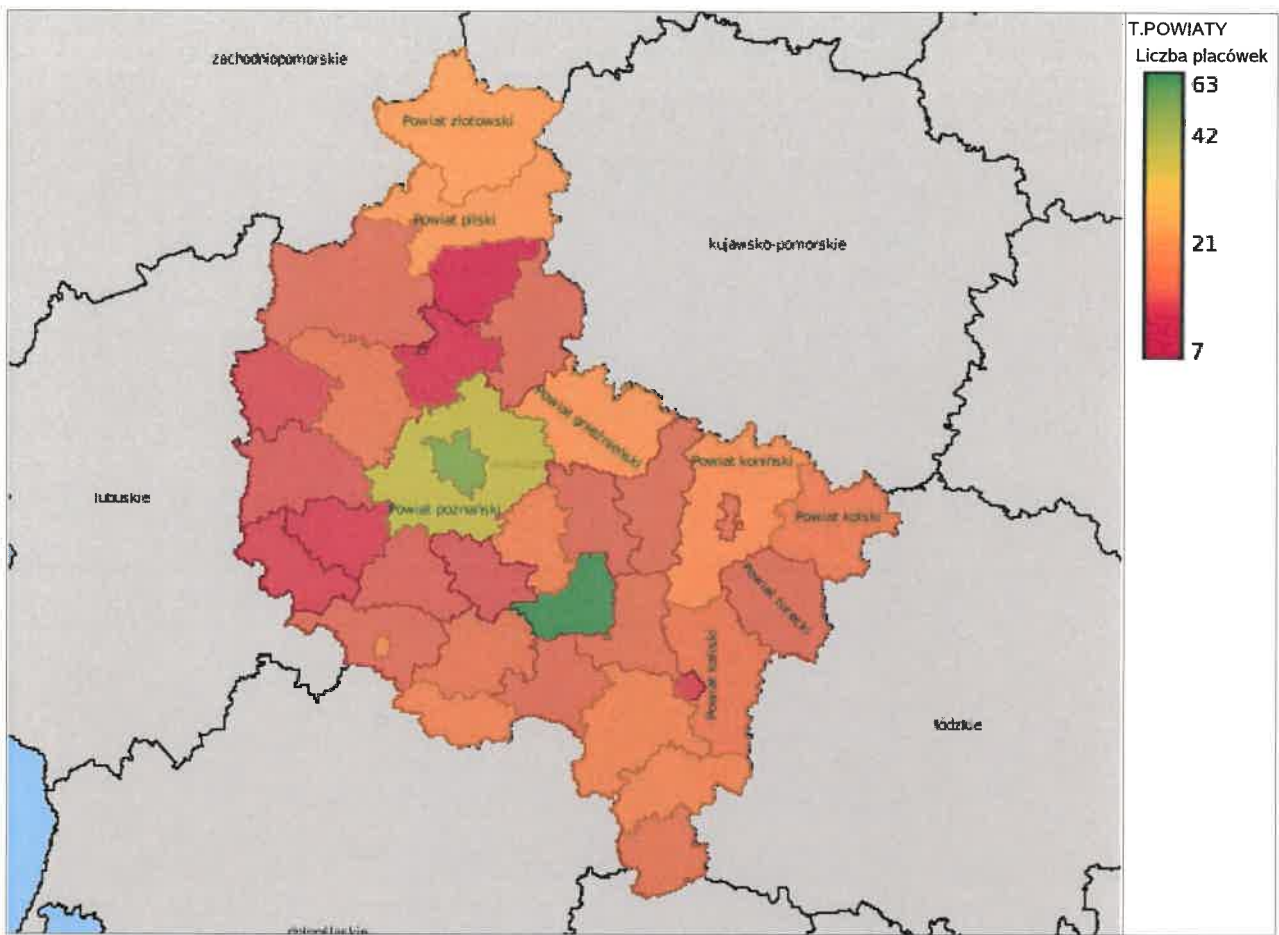 T.POWIATY
Liczba placówek
63
42
21
7
zachodniopomorskie
Powiat złotowski
Powiat pilski
kujawsko-pomorskie
Powiat gnieźnieński
Powiat koniński
lubuskie
Powiat poznański
Powiat kolski
Powiat turecki
Powiat kaliski
łódzkie
dolnośląskie